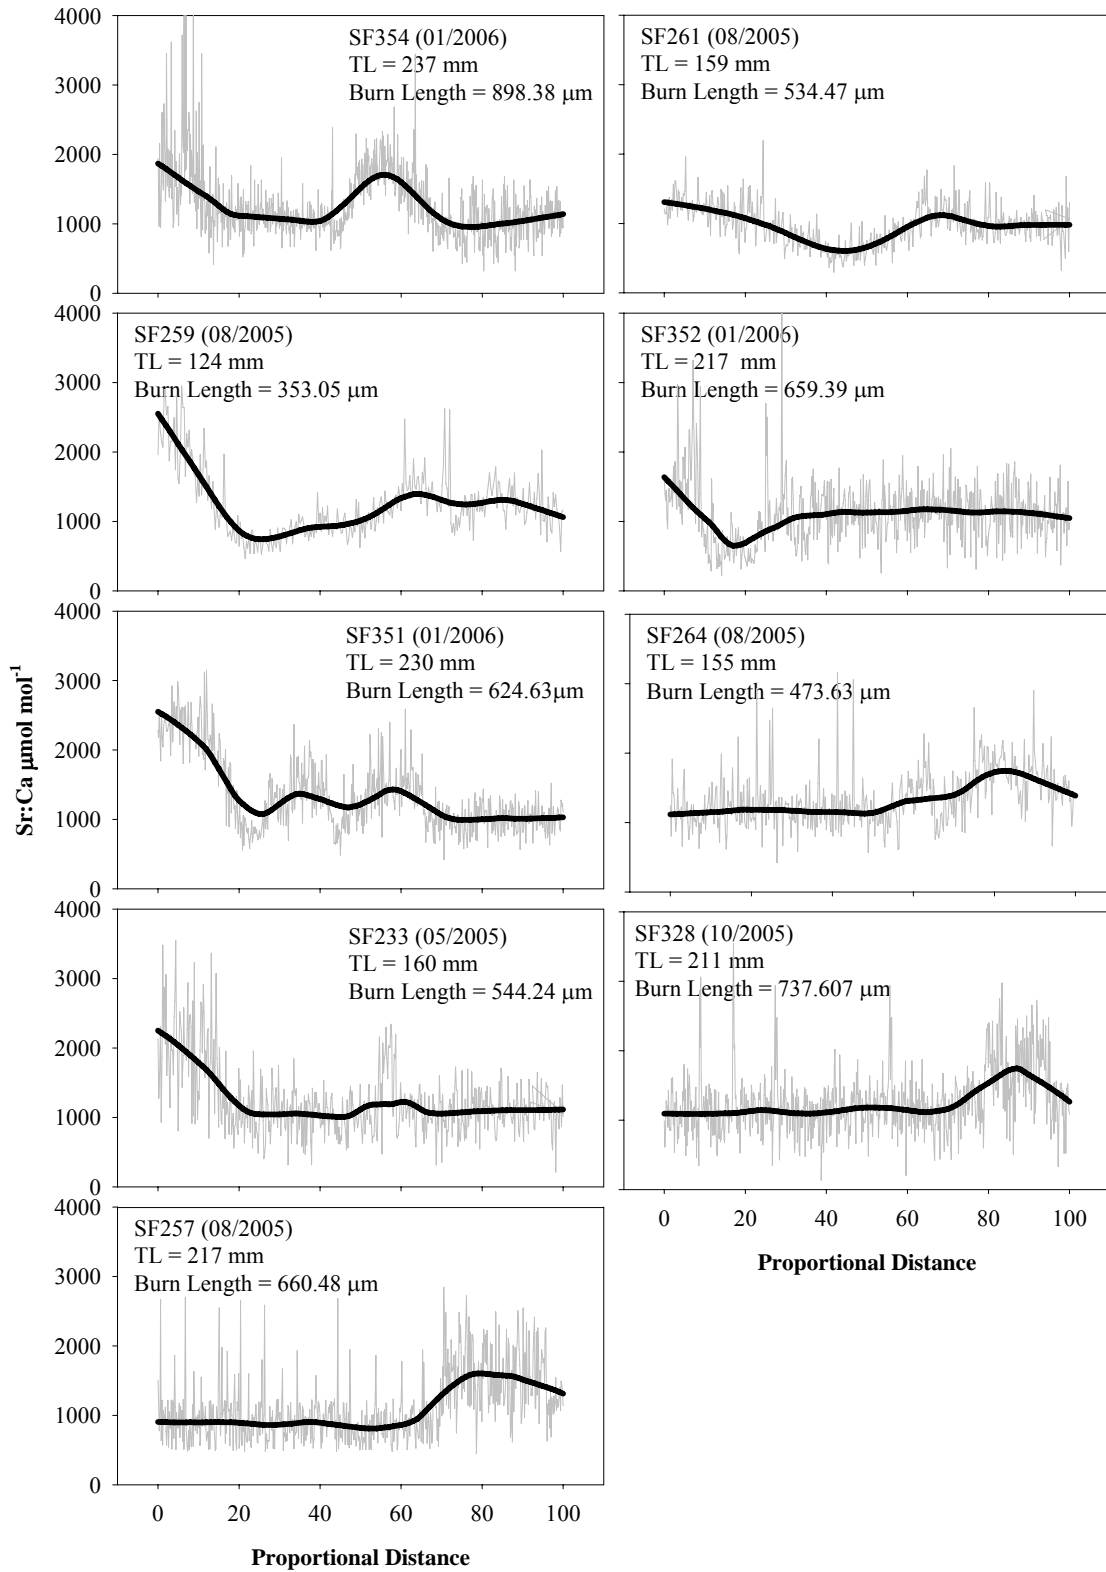 4000
3000
2000
1000
0
SF354 (01/2006)
TL = 237 mm
Burn Length = 898.38 μm
SF261 (08/2005)
TL = 159 mm
Burn Length = 534.47 μm
4000
3000
2000
1000
0
SF259 (08/2005)
TL = 124 mm
Burn Length = 353.05 μm
SF352 (01/2006)
TL = 217 mm
Burn Length = 659.39 μm
4000
3000
2000
1000
0
SF351 (01/2006)
TL = 230 mm
Burn Length = 624.63μm
SF264 (08/2005)
TL = 155 mm
Burn Length = 473.63 μm
Sr:Ca μmol mol-1
4000
3000
2000
1000
0
SF233 (05/2005)
TL = 160 mm
Burn Length = 544.24 μm
SF328 (10/2005)
TL = 211 mm
Burn Length = 737.607 μm
0 20 40 60 80 100
Proportional Distance
4000
3000
2000
1000
0
SF257 (08/2005)
TL = 217 mm
Burn Length = 660.48 μm
0 20 40 60 80 100
Proportional Distance